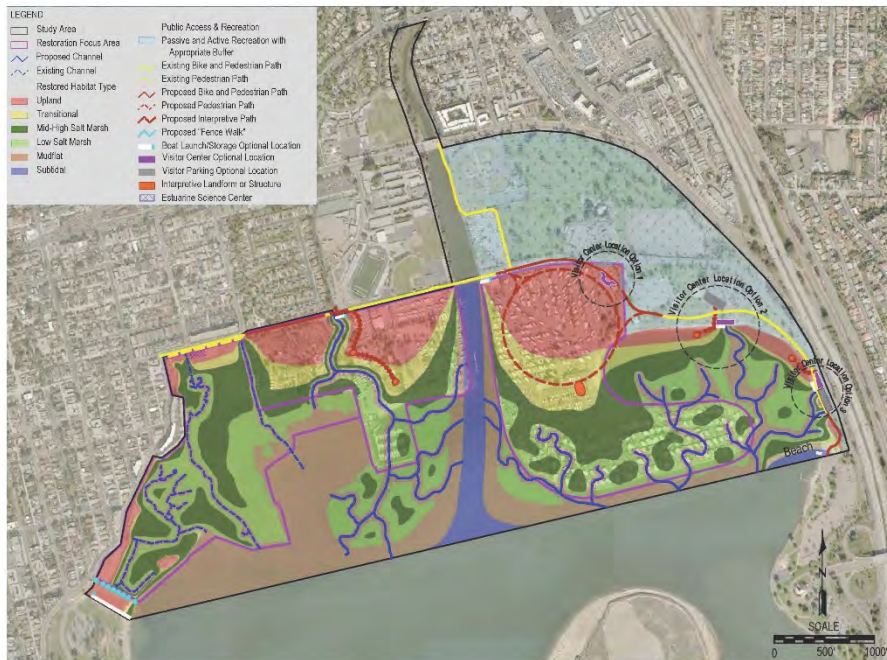 LEGEND
Study Area
Restoration Focus Area
Proposed Channel
Existing Channel
Restored Habitat Type
Upland
Transitional
Mid-High Salt Marsh
Low Salt Marsh
Mudflat
Subtidal
Public Access & Recreation
Passive and Active Recreation with
Appropriate Buffer
Existing Bike and Pedestrian Path
Existing Pedestrian Path
Proposed Bike and Pedestrian Path
Proposed Pedestrian Path
Proposed Interpretive Path
Proposed "Fence Walk"
Boat Launch/Storage Optional Location
Visitor Center Optional Location
Visitor Parking Optional Location
Interpretive Landform or Structure
Estuarine Science Center
Visitor Center Location Option 1
Visitor Center Location Option 2
Visitor Center Location Option 3
Beach
N
SCALE
0 500' 1000'